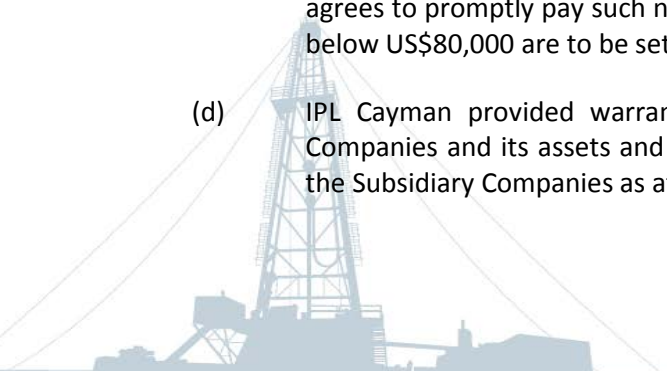 agrees to promptly pay such n
below US$80,000 are to be set
(d) IPL Cayman provided warran
Companies and its assets and
the Subsidiary Companies as a